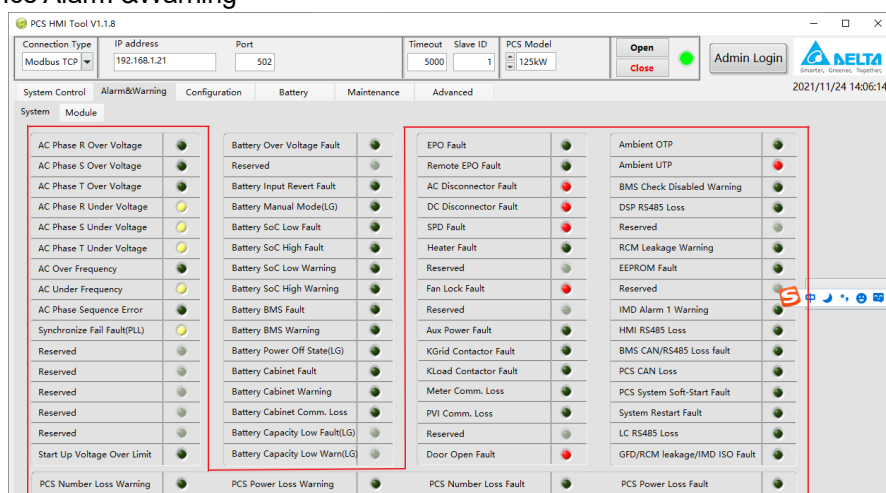 PCS HMI Tool V1.1.8
Connection Type
IP address
Port
Timeout
Slave ID
PCS Model
Modbus TCP
192.168.1.21
502
5000
1
125kW
Open
Close
Admin Login
DELTA
Smarter. Greener. Together.
System Control
Alarm&Warning
Configuration
Battery
Maintenance
Advanced
2021/11/24 14:06:14
System
Module
AC Phase R Over Voltage
Battery Over Voltage Fault
EPO Fault
Ambient OTP
AC Phase S Over Voltage
Reserved
Remote EPO Fault
Ambient UTP
AC Phase T Over Voltage
Battery Input Revert Fault
AC Disconnector Fault
BMS Check Disabled Warning
AC Phase R Under Voltage
Battery Manual Mode(LG)
DC Disconnector Fault
DSP RS485 Loss
AC Phase S Under Voltage
Battery SoC Low Fault
SPD Fault
Reserved
AC Phase T Under Voltage
Battery SoC High Fault
Heater Fault
RCM Leakage Warning
AC Over Frequency
Battery SoC Low Warning
Reserved
EEPROM Fault
AC Under Frequency
Battery SoC High Warning
Fan Lock Fault
Reserved
AC Phase Sequence Error
Battery BMS Fault
Reserved
IMD Alarm 1 Warning
Synchronize Fail Fault(PLL)
Battery BMS Warning
Aux Power Fault
HMI RS485 Loss
Reserved
Battery Power Off State(LG)
KGrid Contactor Fault
BMS CAN/RS485 Loss fault
Reserved
Battery Cabinet Fault
KLoad Contactor Fault
PCS CAN Loss
Reserved
Battery Cabinet Warning
Meter Comm. Loss
PCS System Soft-Start Fault
Reserved
Battery Cabinet Comm. Loss
PVI Comm. Loss
System Restart Fault
Reserved
Battery Capacity Low Fault(LG)
Reserved
LC RS485 Loss
Start Up Voltage Over Limit
Battery Capacity Low Warn(LG)
Door Open Fault
GFD/RCM leakage/IMD ISO Fault
PCS Number Loss Warning
PCS Power Loss Warning
PCS Number Loss Fault
PCS Power Loss Fault
中